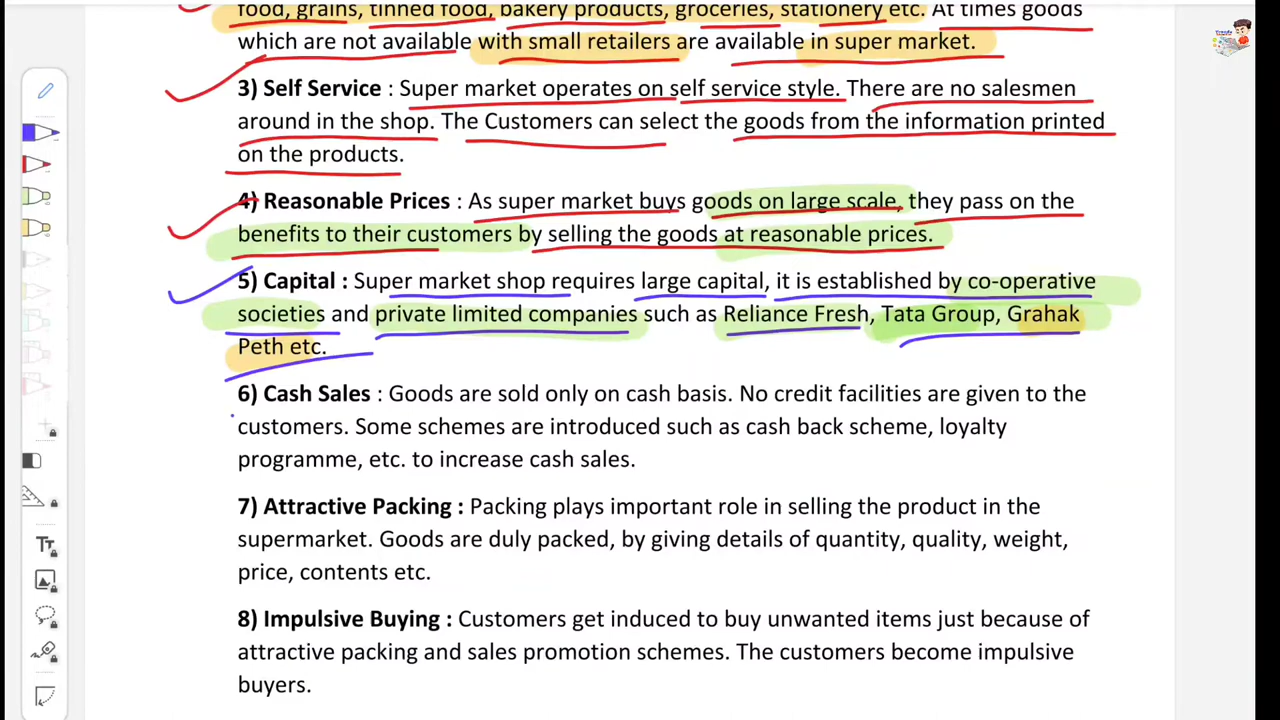 food, grains, tinned food, bakery products, groceries, stationery etc. At times goods
which are not available with small retailers are available in super market.
3) Self Service : Super market operates on self service style. There are no salesmen
around in the shop. The Customers can select the goods from the information printed
on the products.
4) Reasonable Prices : As super market buys goods on large scale, they pass on the
benefits to their customers by selling the goods at reasonable prices.
5) Capital : Super market shop requires large capital, it is established by co-operative
societies and private limited companies such as Reliance Fresh, Tata Group, Grahak
Peth etc.
6) Cash Sales : Goods are sold only on cash basis. No credit facilities are given to the
customers. Some schemes are introduced such as cash back scheme, loyalty
programme, etc. to increase cash sales.
7) Attractive Packing : Packing plays important role in selling the product in the
supermarket. Goods are duly packed, by giving details of quantity, quality, weight,
price, contents etc.
8) Impulsive Buying : Customers get induced to buy unwanted items just because of
attractive packing and sales promotion schemes. The customers become impulsive
buyers.
Tт